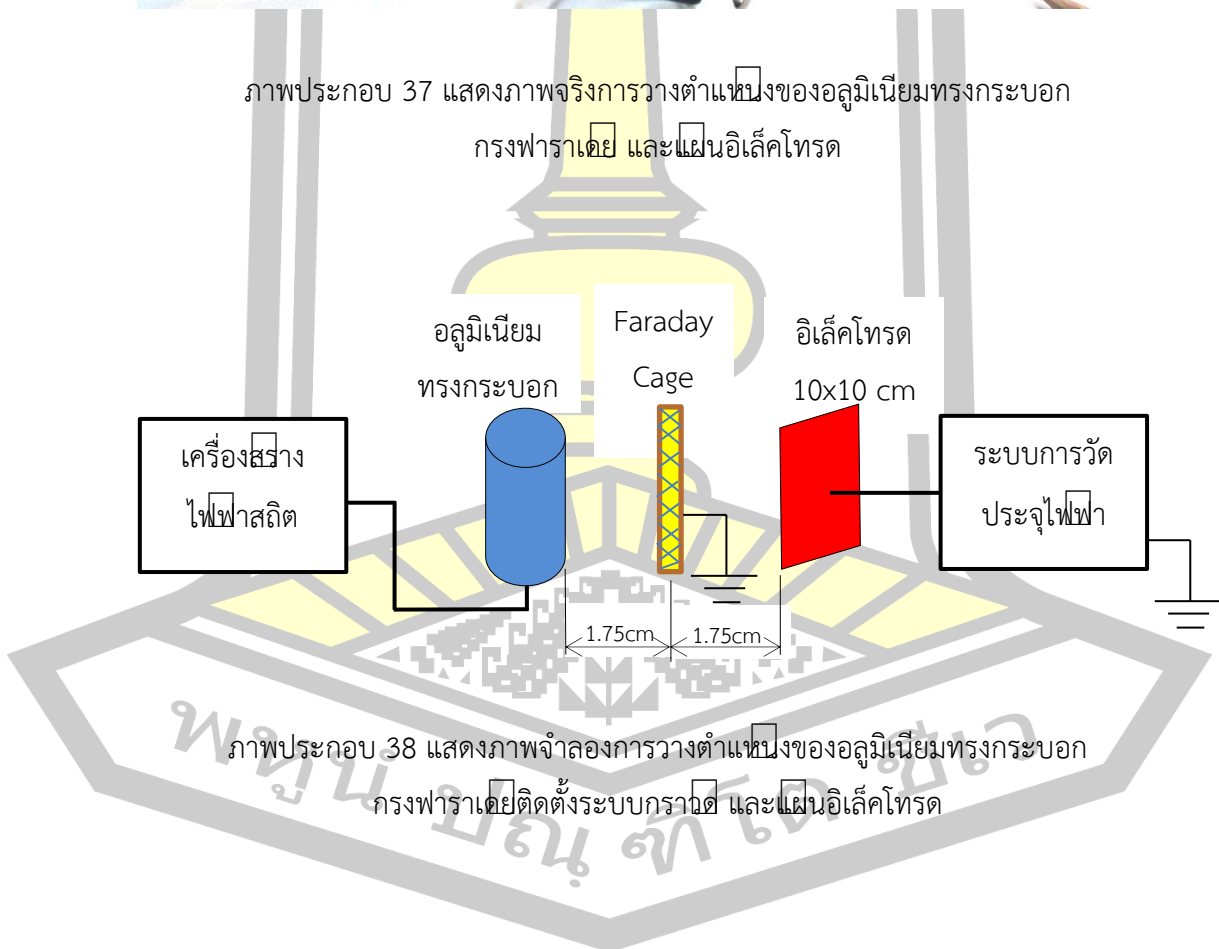 ภาพประกอบ 37 แสดงภาพจริงการวางตำแหน่งของอลูมิเนียมทรงกระบอก
กรงฟาราเดย์ และแผ่นอิเล็คโทรด
อลูมิเนียม
ทรงกระบอก
Faraday
Cage
อิเล็คโทรด
10x10 cm
เครื่องสร้าง
ไฟฟ้าสถิต
ระบบการวัด
ประจุไฟฟ้า
1.75cm
1.75cm
ภาพประกอบ 38 แสดงภาพจำลองการวางตำแหน่งของอลูมิเนียมทรงกระบอก
กรงฟาราเดย์ติดตั้งระบบกราวด์ และแผ่นอิเล็คโทรด
พหูนํ ปณฺฑิโต ชีเว